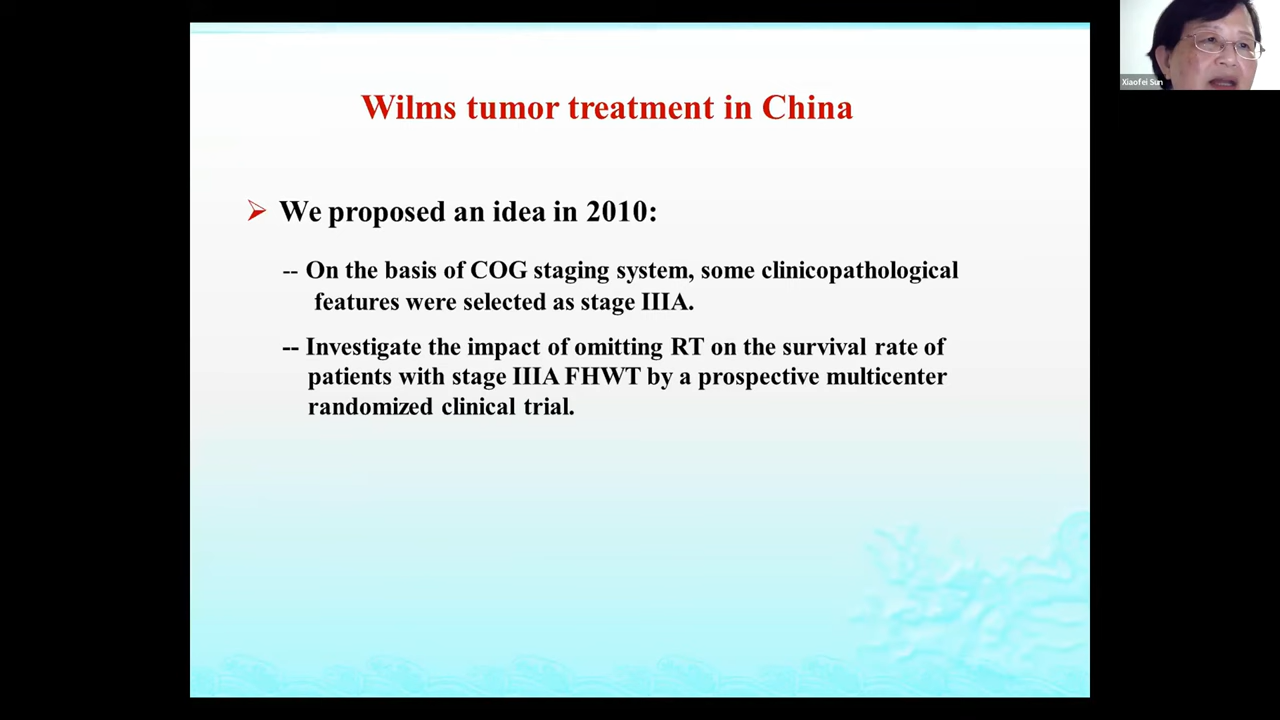 Wilms tumor treatment in China
We proposed an idea in 2010:
-- On the basis of COG staging system, some clinicopathological
features were selected as stage IIIA.
-- Investigate the impact of omitting RT on the survival rate of
patients with stage IIIA FHWT by a prospective multicenter
randomized clinical trial.
Xiaofei Sun